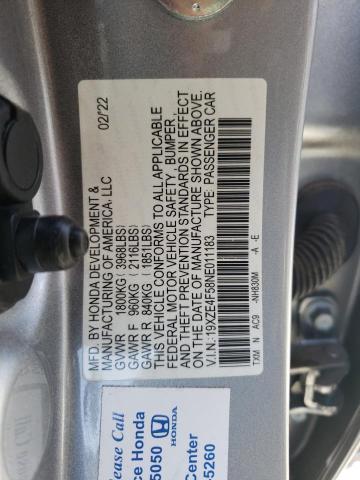 MFD. BY HONDA DEVELOPMENT & 02/22
MANUFACTURING OF AMERICA, LLC
GVWR 1800KG (3968LBS)
GAWR F 960KG (2116LBS)
GAWR R 840KG (1851LBS)
THIS VEHICLE CONFORMS TO ALL APPLICABLE
FEDERAL MOTOR VEHICLE SAFETY, BUMPER,
AND THEFT PREVENTION STANDARDS IN EFFECT
ON THE DATE OF MANUFACTURE SHOWN ABOVE.
V.I.N.:19XZE4F58NE011183 TYPE: PASSENGER CAR
TXM N AC9 -NH830M -A -E
lease Call
ce Honda
5050 HONDA
Center
-5260